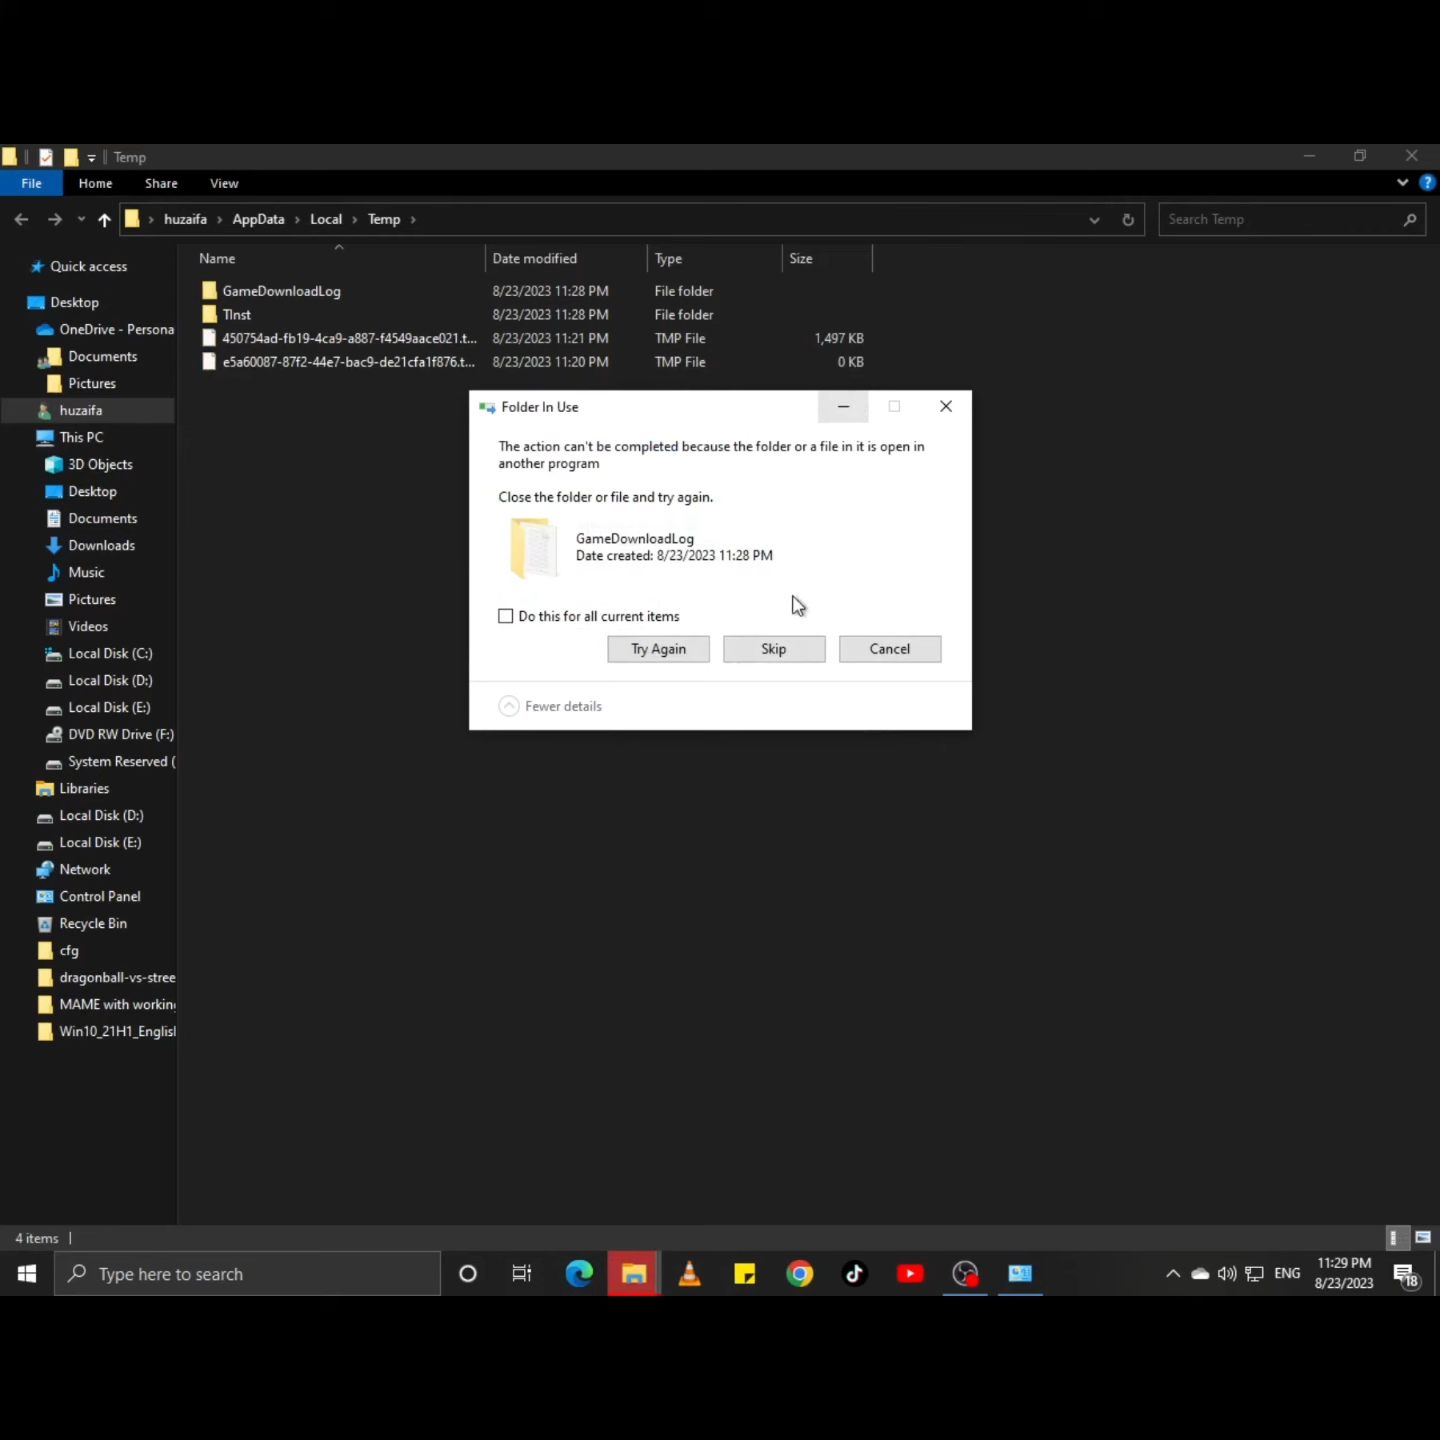 Temp
File Home Share View
huzaifa AppData Local Temp
Search Temp
Name Date modified Type Size
GameDownloadLog 8/23/2023 11:28 PM File folder
TInst 8/23/2023 11:28 PM File folder
450754ad-fb19-4ca9-a887-f4549aace021.t... 8/23/2023 11:21 PM TMP File 1,497 KB
e5a60087-87f2-44e7-bac9-de21cfa1f876.t... 8/23/2023 11:20 PM TMP File 0 KB
Quick access
Desktop
OneDrive - Persona
Documents
Pictures
huzaifa
This PC
3D Objects
Desktop
Documents
Downloads
Music
Pictures
Videos
Local Disk (C:)
Local Disk (D:)
Local Disk (E:)
DVD RW Drive (F:)
System Reserved (
Libraries
Local Disk (D:)
Local Disk (E:)
Network
Control Panel
Recycle Bin
cfg
dragonball-vs-stree
MAME with working
Win10_21H1_English
Folder In Use
The action can't be completed because the folder or a file in it is open in
another program
Close the folder or file and try again.
GameDownloadLog
Date created: 8/23/2023 11:28 PM
Do this for all current items
Try Again Skip Cancel
Fewer details
4 items
Type here to search
ENG
11:29 PM
8/23/2023
18